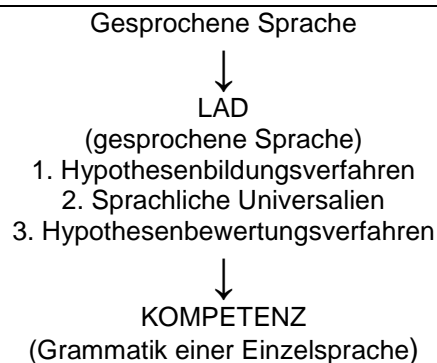 Gesprochene Sprache
↓
LAD
(gesprochene Sprache)
1. Hypothesenbildungsverfahren
2. Sprachliche Universalien
3. Hypothesenbewertungsverfahren
↓
KOMPETENZ
(Grammatik einer Einzelsprache)